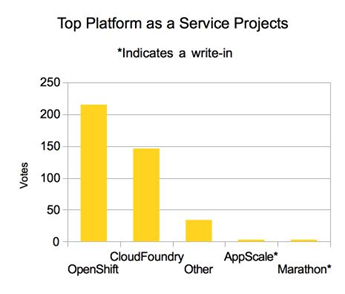 Top Platform as a Service Projects
*Indicates a write-in
250
200
150
100
50
0
Votes
OpenShift
CloudFoundry
Other
AppScale*
Marathon*